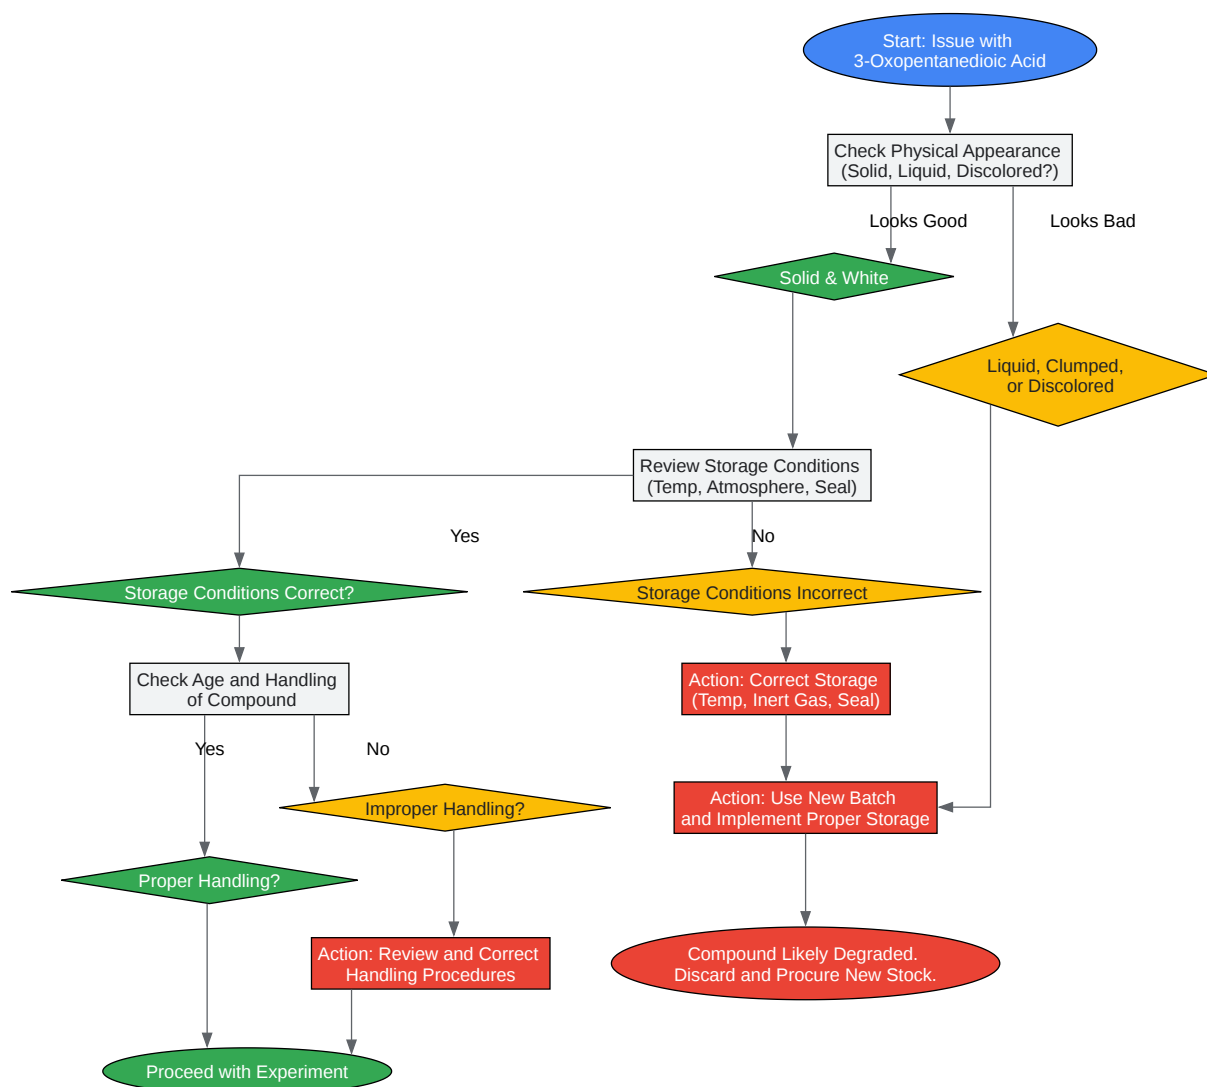 Start: Issue with
3-Oxopentanedioic Acid
Check Physical Appearance
(Solid, Liquid, Discolored?)
Looks Good
Looks Bad
Solid & White
Liquid, Clumped,
or Discolored
Review Storage Conditions
(Temp, Atmosphere, Seal)
Yes
No
Storage Conditions Correct?
Storage Conditions Incorrect
Check Age and Handling
of Compound
Action: Correct Storage
(Temp, Inert Gas, Seal)
Yes
No
Improper Handling?
Action: Use New Batch
and Implement Proper Storage
Proper Handling?
Action: Review and Correct
Handling Procedures
Compound Likely Degraded.
Discard and Procure New Stock.
Proceed with Experiment